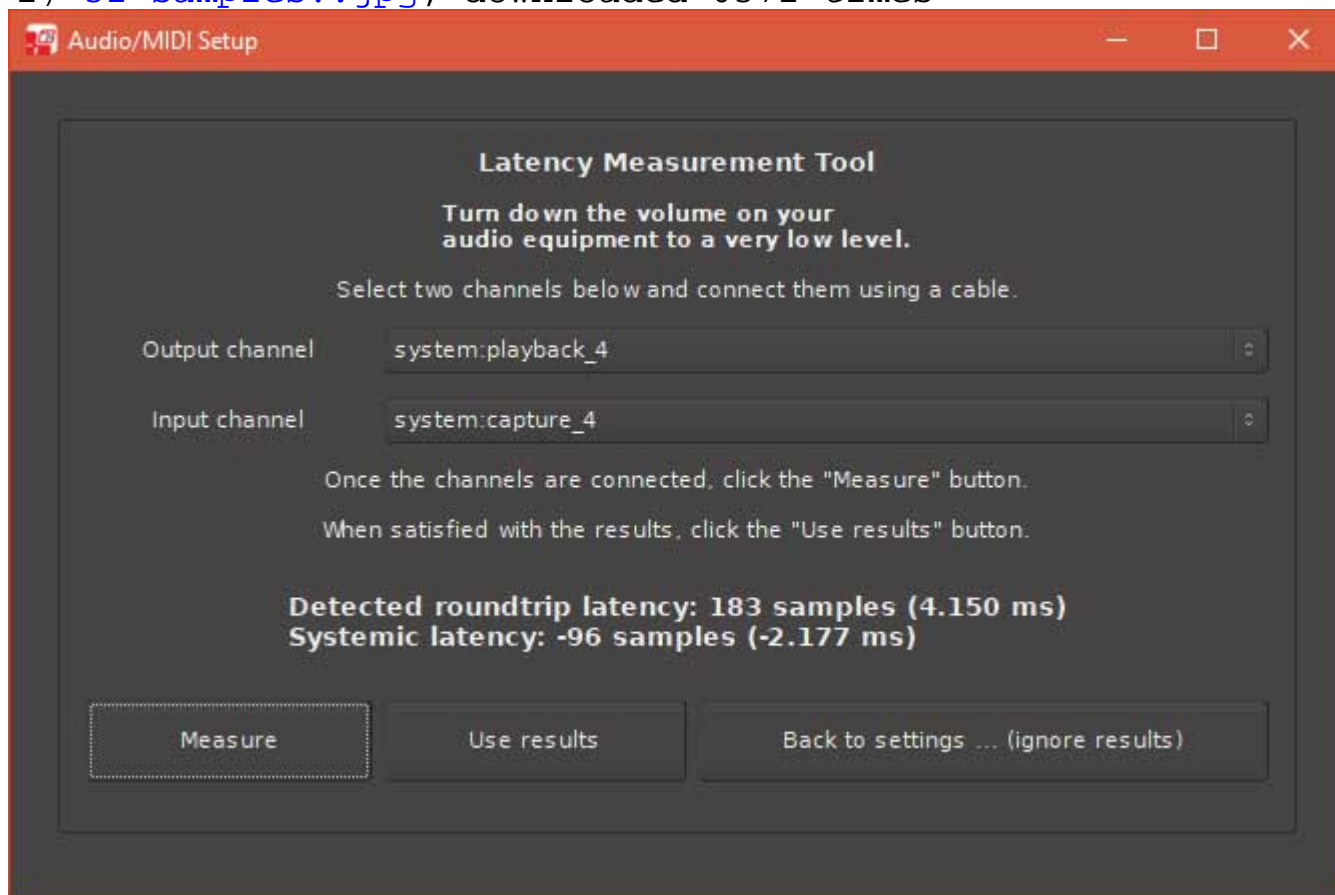 Audio/MIDI Setup
Latency Measurement Tool
Turn down the volume on your
audio equipment to a very low level.
Select two channels below and connect them using a cable.
Output channel system:playback_4
Input channel system:capture_4
Once the channels are connected, click the "Measure" button.
When satisfied with the results, click the "Use results" button.
Detected roundtrip latency: 183 samples (4.150 ms)
Systemic latency: -96 samples (-2.177 ms)
Measure Use results Back to settings ... (ignore results)